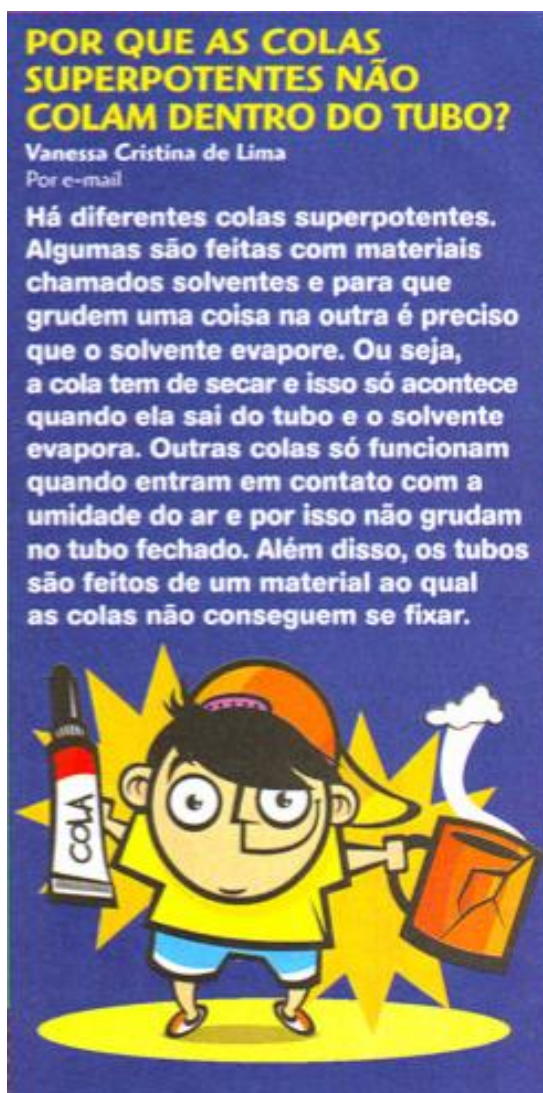 POR QUE AS COLAS
SUPERPOTENTES NÃO
COLAM DENTRO DO TUBO?
Vanessa Cristina de Lima
Por e-mail
Há diferentes colas superpotentes.
Algumas são feitas com materiais
chamados solventes e para que
grudem uma coisa na outra é preciso
que o solvente evapore. Ou seja,
a cola tem de secar e isso só acontece
quando ela sai do tubo e o solvente
evapora. Outras colas só funcionam
quando entram em contato com a
umidade do ar e por isso não grudam
no tubo fechado. Além disso, os tubos
são feitos de um material ao qual
as colas não conseguem se fixar.
COLA